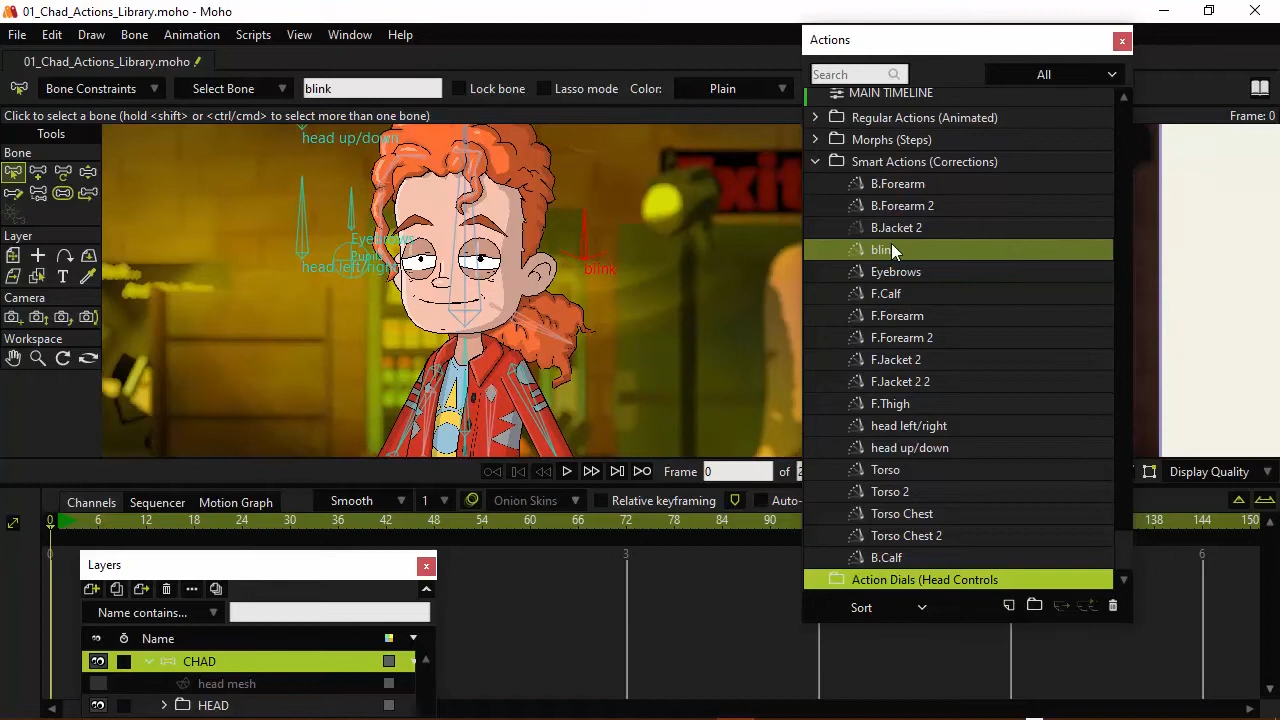 01_Chad_Actions_Library.moho - Moho
File Edit Draw Bone Animation Scripts View Window Help
01_Chad_Actions_Library.moho
Bone Constraints Select Bone blink Lock bone Lasso mode Color: Plain
Click to select a bone (hold <shift> or <ctrl/cmd> to select more than one bone) Frame: 0
Tools
Bone
Layer
Camera
Workspace
head up/down
Eyebrows
Pupils
head left/right
blink
Exit
Actions
Search All
MAIN TIMELINE
Regular Actions (Animated)
Morphs (Steps)
Smart Actions (Corrections)
B.Forearm
B.Forearm 2
B.Jacket 2
blink
Eyebrows
F.Calf
F.Forearm
F.Forearm 2
F.Jacket 2
F.Jacket 2 2
F.Thigh
head left/right
head up/down
Torso
Torso 2
Torso Chest
Torso Chest 2
B.Calf
Action Dials (Head Controls
Sort
Frame 0 of 2 Display Quality
Channels Sequencer Motion Graph Smooth 1 Onion Skins Relative keyframing Auto-
0 6 12 18 24 30 36 42 48 54 60 66 72 78 84 90 138 144 150
0 3 6
Layers
Name contains...
Name
CHAD
head mesh
HEAD